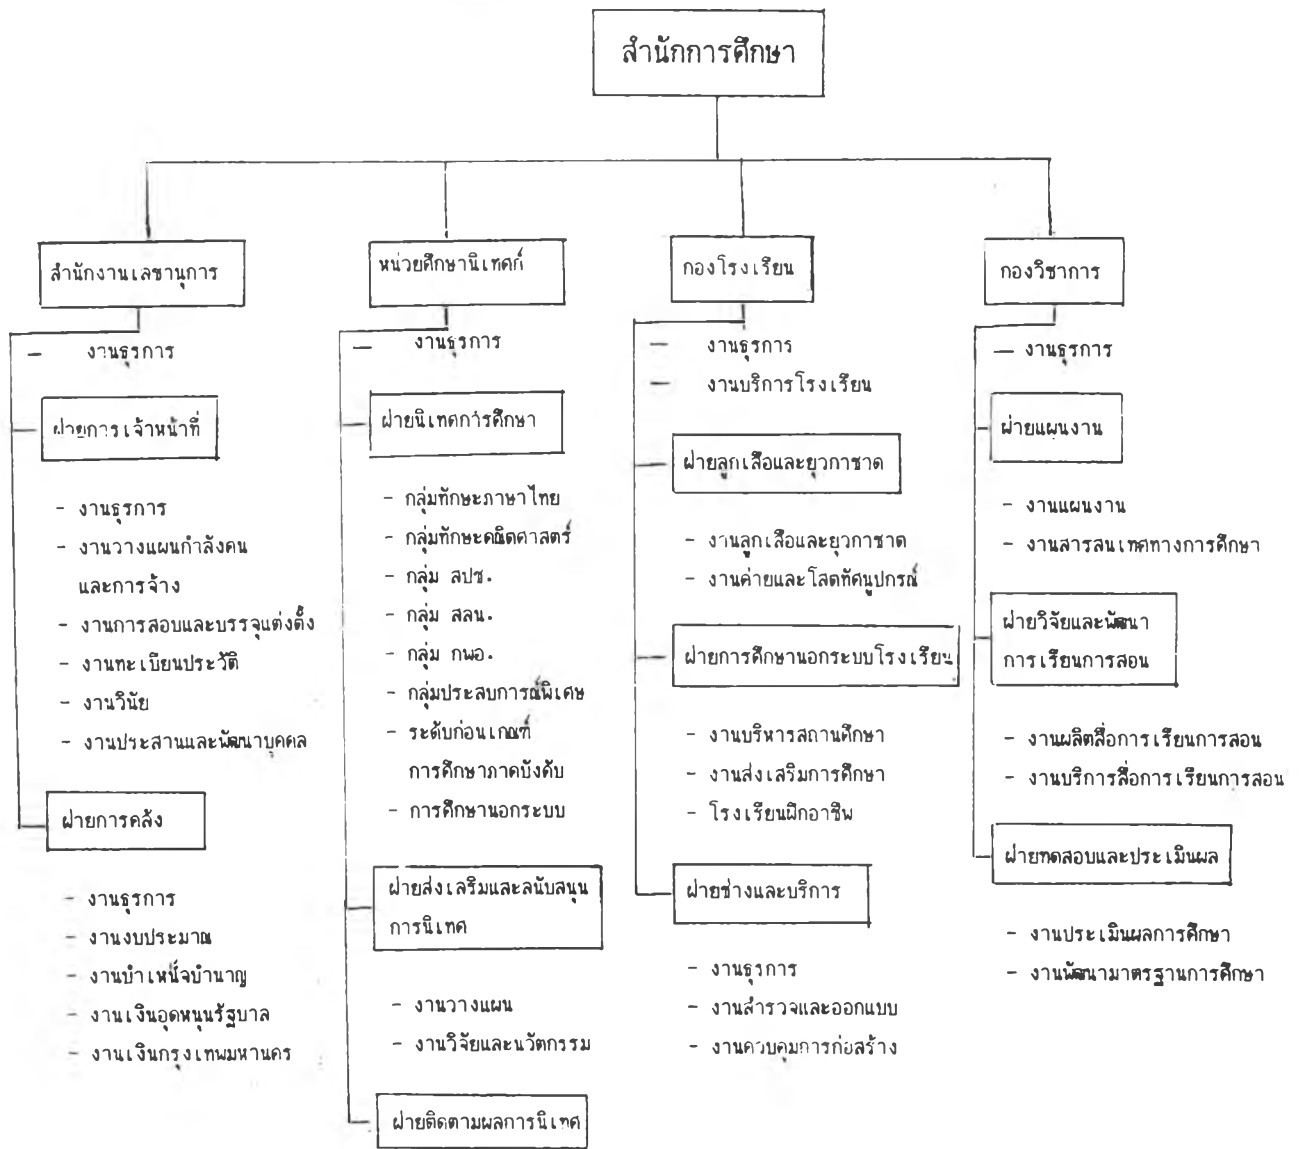 สำนักการศึกษา
สำนักงานเลขานุการ
งานธุรการ
ฝ่ายการเจ้าหน้าที่
- งานธุรการ
- งานวางแผนกำลังคน
และการจ้าง
- งานการสอบและบรรจุแต่งตั้ง
- งานทะเบียนประวัติ
- งานวินัย
- งานประสานและพัฒนาบุคคล
ฝ่ายการคลัง
- งานธุรการ
- งานงบประมาณ
- งานบำเหน็จบำนาญ
- งานเงินอุดหนุนรัฐบาล
- งานเงินกรุงเทพมหานคร
หน่วยศึกษานิเทศก์
งานธุรการ
ฝ่ายนิเทศการศึกษา
- กลุ่มทักษะภาษาไทย
- กลุ่มทักษะคณิตศาสตร์
- กลุ่ม สปช.
- กลุ่ม สลน.
- กลุ่ม กพอ.
- กลุ่มประสบการณ์พิเศษ
- ระดับก่อนเกณฑ์
การศึกษาภาคบังคับ
- การศึกษานอกระบบ
ฝ่ายส่งเสริมและสนับสนุน
การนิเทศ
- งานวางแผน
- งานวิจัยและนวัตกรรม
ฝ่ายติดตามผลการนิเทศ
กองโรงเรียน
- งานธุรการ
- งานบริการโรงเรียน
ฝ่ายลูกเสือและยุวกาชาด
- งานลูกเสือและยุวกาชาด
- งานค่ายและโสตทัศนูปกรณ์
ฝ่ายการศึกษานอกระบบโรงเรียน
- งานบริหารสถานศึกษา
- งานส่งเสริมการศึกษา
- โรงเรียนฝึกอาชีพ
ฝ่ายช่างและบริการ
- งานธุรการ
- งานสำรวจและออกแบบ
- งานควบคุมการก่อสร้าง
กองวิชาการ
- งานธุรการ
ฝ่ายแผนงาน
- งานแผนงาน
- งานสารสนเทศทางการศึกษา
ฝ่ายวิจัยและพัฒนา
การเรียนการสอน
- งานผลิตสื่อการเรียนการสอน
- งานบริการสื่อการเรียนการสอน
ฝ่ายทดสอบและประเมินผล
- งานประเมินผลการศึกษา
- งานพัฒนามาตรฐานการศึกษา